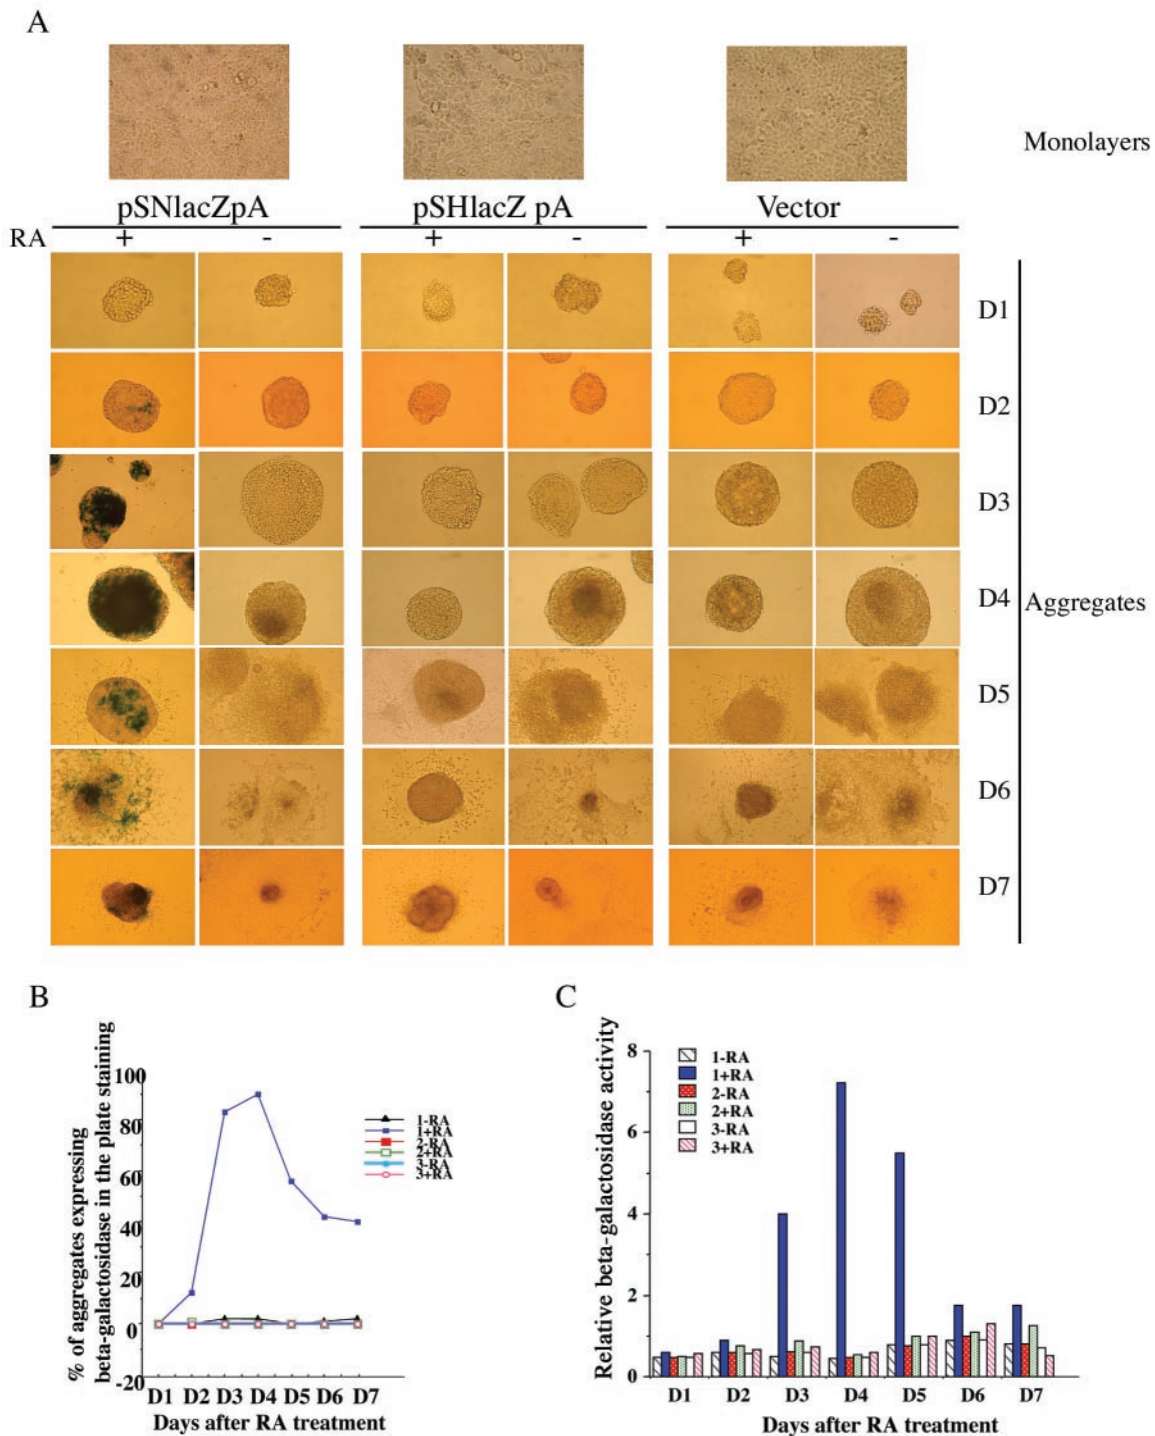 A
Monolayers
pSNlacZpA
pSHlacZ pA
Vector
RA + - + - + -
D1
D2
D3
D4
Aggregates
D5
D6
D7
B
% of aggregates expressing
beta-galactosidase in the plate staining
100
80
60
40
20
0
-20
D1 D2 D3 D4 D5 D6 D7
Days after RA treatment
1-RA
1+RA
2-RA
2+RA
3-RA
3+RA
C
Relative beta-galactosidase activity
8
6
4
2
0
1-RA
1+RA
2-RA
2+RA
3-RA
3+RA
D1 D2 D3 D4 D5 D6 D7
Days after RA treatment